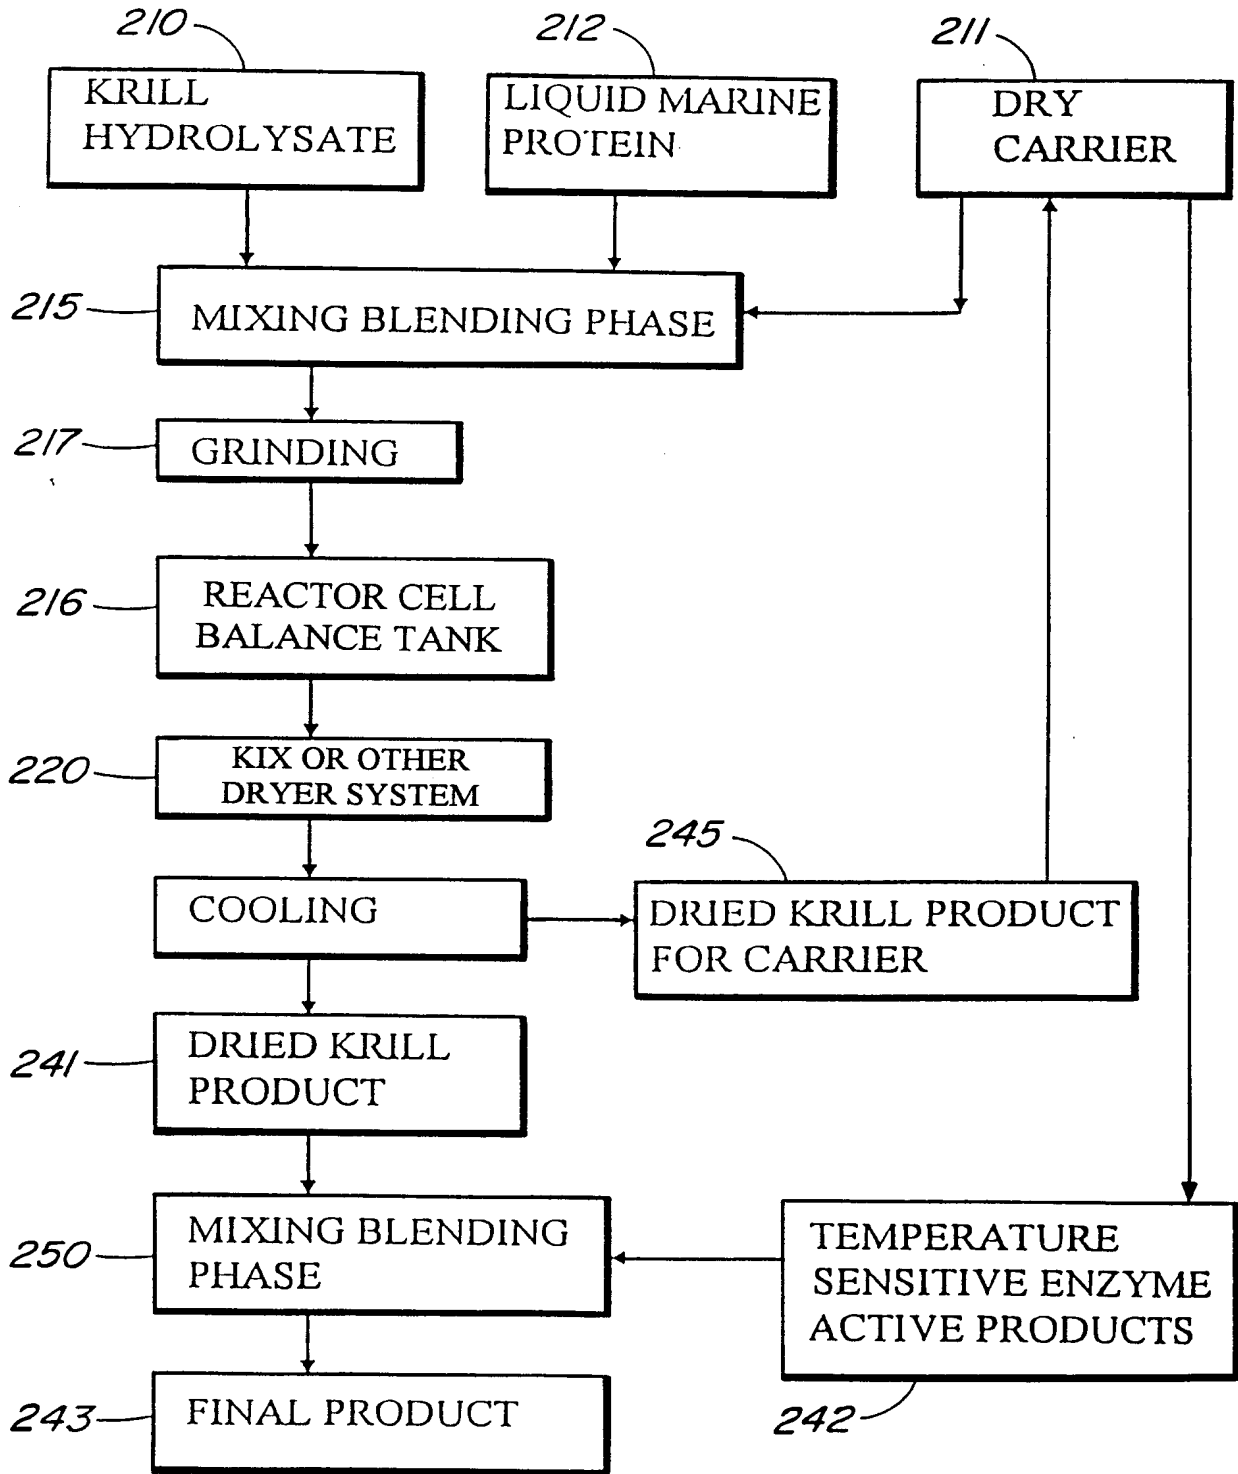 210
212
211
KRILL
HYDROLYSATE
LIQUID MARINE
PROTEIN
DRY
CARRIER
215
MIXING BLENDING PHASE
217
GRINDING
216
REACTOR CELL
BALANCE TANK
220
KIX OR OTHER
DRYER SYSTEM
245
COOLING
DRIED KRILL PRODUCT
FOR CARRIER
241
DRIED KRILL
PRODUCT
250
MIXING BLENDING
PHASE
TEMPERATURE
SENSITIVE ENZYME
ACTIVE PRODUCTS
243
FINAL PRODUCT
242